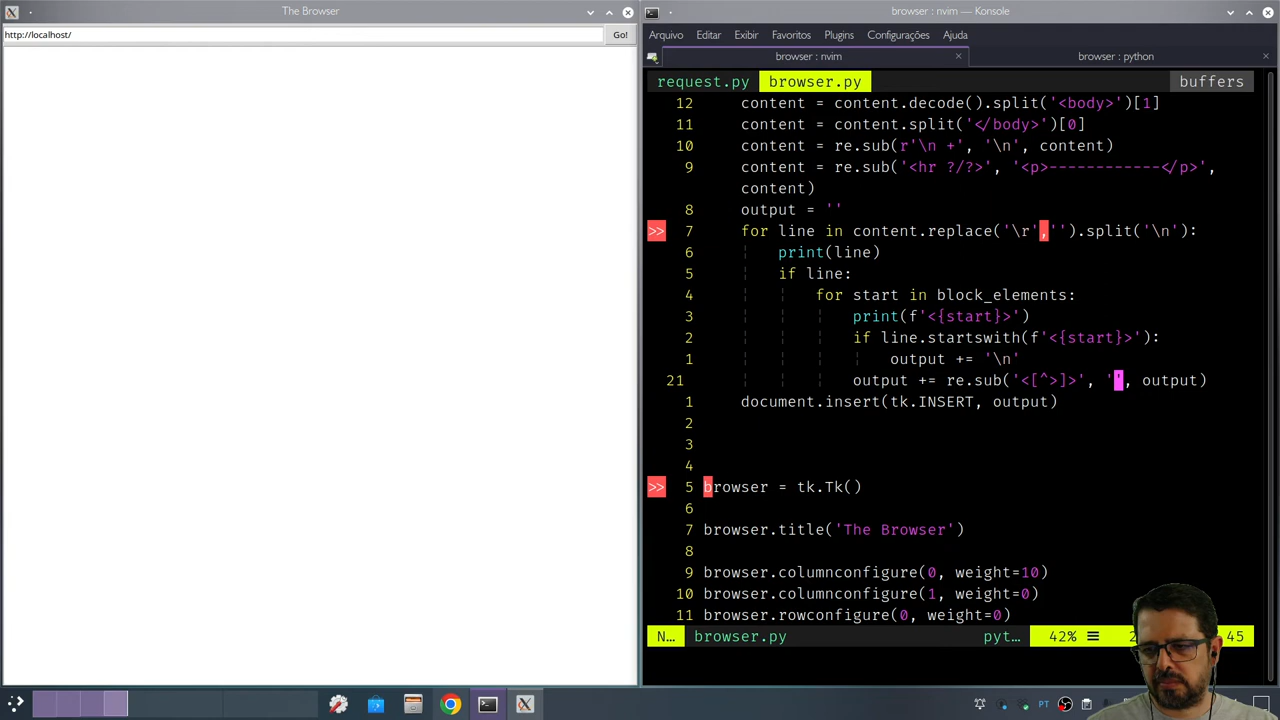 The Browser
http://localhost/
Go!
browser : nvim — Konsole
Arquivo Editar Exibir Favoritos Plugins Configurações Ajuda
browser : nvim
browser : python
request.py browser.py buffers
12 content = content.decode().split('<body>')[1]
11 content = content.split('</body>')[0]
10 content = re.sub(r'\n +', '\n', content)
9 content = re.sub('<hr ?/?>', '<p>------------</p>',
content)
8 output = ''
>> 7 for line in content.replace('\r','').split('\n'):
6 print(line)
5 if line:
4 for start in block_elements:
3 print(f'<{start}>')
2 if line.startswith(f'<{start}>'):
1 output += '\n'
21 output += re.sub('<[^>]>', '', output)
1 document.insert(tk.INSERT, output)
2
3
4
>> 5 browser = tk.Tk()
6
7 browser.title('The Browser')
8
9 browser.columnconfigure(0, weight=10)
10 browser.columnconfigure(1, weight=0)
11 browser.rowconfigure(0, weight=0)
N… browser.py pyt… 42% 2 45
PT